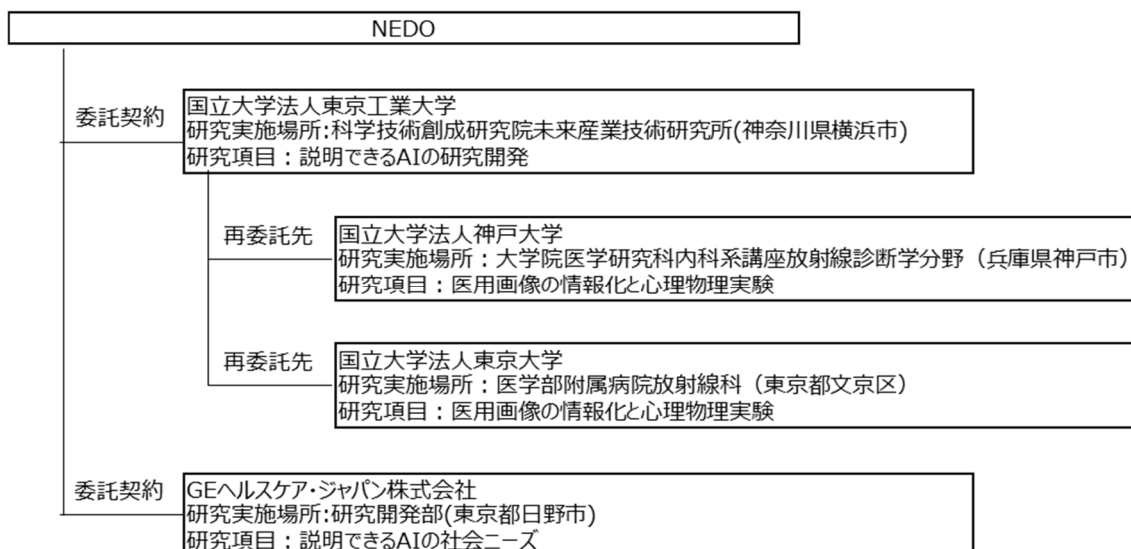 NEDO
委託契約
国立大学法人東京工業大学
研究実施場所:科学技術創成研究院未来産業技術研究所(神奈川県横浜市)
研究項目：説明できるAIの研究開発
再委託先
国立大学法人神戸大学
研究実施場所：大学院医学研究科内科系講座放射線診断学分野（兵庫県神戸市）
研究項目：医用画像の情報化と心理物理実験
再委託先
国立大学法人東京大学
研究実施場所：医学部附属病院放射線科（東京都文京区）
研究項目：医用画像の情報化と心理物理実験
委託契約
GEヘルスケア・ジャパン株式会社
研究実施場所:研究開発部(東京都日野市)
研究項目：説明できるAIの社会ニーズ